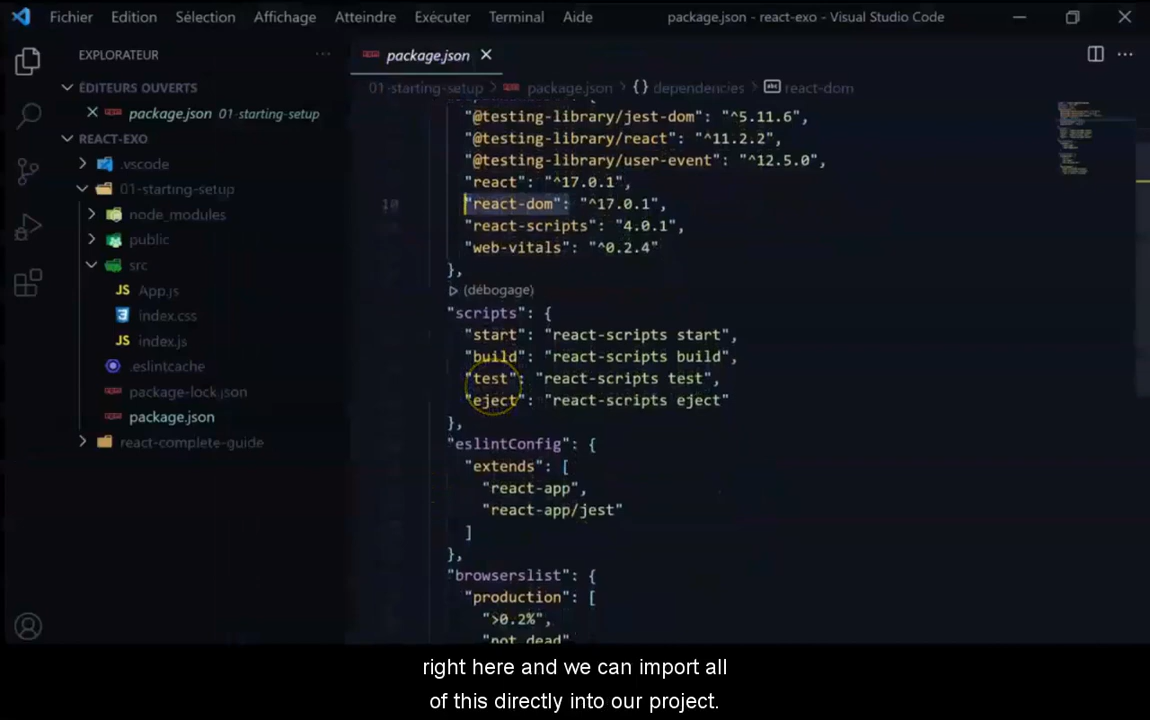 Fichier Edition Sélection Affichage Atteindre Exécuter Terminal Aide package.json - react-exo - Visual Studio Code
EXPLORATEUR
ÉDITEURS OUVERTS
package.json 01-starting-setup
REACT-EXO
.vscode
01-starting-setup
node_modules
public
src
JS App.js
index.css
JS index.js
.eslintcache
package-lock.json
package.json
react-complete-guide
package.json
01-starting-setup > package.json > {} dependencies > abc react-dom
"@testing-library/jest-dom": "^5.11.6",
"@testing-library/react": "^11.2.2",
"@testing-library/user-event": "^12.5.0",
"react": "^17.0.1",
10 "react-dom": "^17.0.1",
"react-scripts": "4.0.1",
"web-vitals": "^0.2.4"
},
(débogage)
"scripts": {
"start": "react-scripts start",
"build": "react-scripts build",
"test": "react-scripts test",
"eject": "react-scripts eject"
},
"eslintConfig": {
"extends": [
"react-app",
"react-app/jest"
]
},
"browserslist": {
"production": [
">0.2%",
"not dead"
right here and we can import all
of this directly into our project.